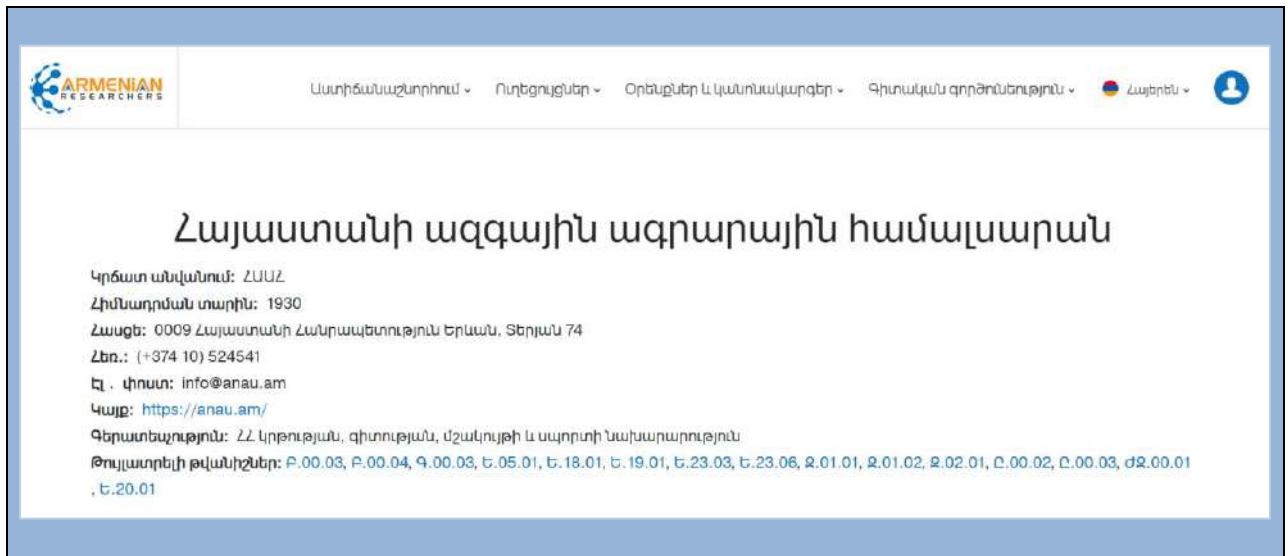 ARMENIAN
RESEARCHERS
Աստիճանաշնորհում Ուղեցույցներ Օրենքներ և կանոնակարգեր Գիտական գործունեություն Հայերեն
Հայաստանի ազգային ագրարային համալսարան
Կրճատ անվանում: ՀԱԱՀ
Հիմնադրման տարին: 1930
Հասցե: 0009 Հայաստանի Հանրապետություն Երևան, Տերյան 74
Հեռ.: (+374 10) 524541
Էլ . փոստ: info@anau.am
Կայք: https://anau.am/
Գերատեսչություն: ՀՀ կրթության, գիտության, մշակույթի և սպորտի նախարարություն
Թույլատրելի թվանիշներ: Բ.00.03, Բ.00.04, Գ.00.03, Ե.05.01, Ե.18.01, Ե.19.01, Ե.23.03, Ե.23.06, Զ.01.01, Զ.01.02, Զ.02.01, Ը.00.02, Ը.00.03, ԺԶ.00.01
, Ե.20.01